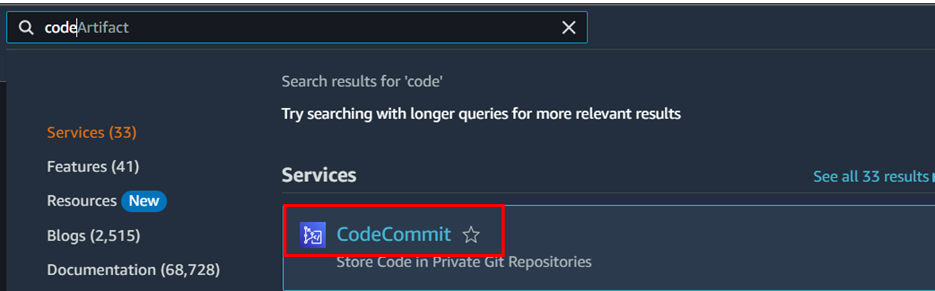 codeArtifact
Search results for 'code'
Try searching with longer queries for more relevant results
Services (33)
Features (41)
Resources New
Blogs (2,515)
Documentation (68,728)
Services
See all 33 results
CodeCommit
Store Code in Private Git Repositories